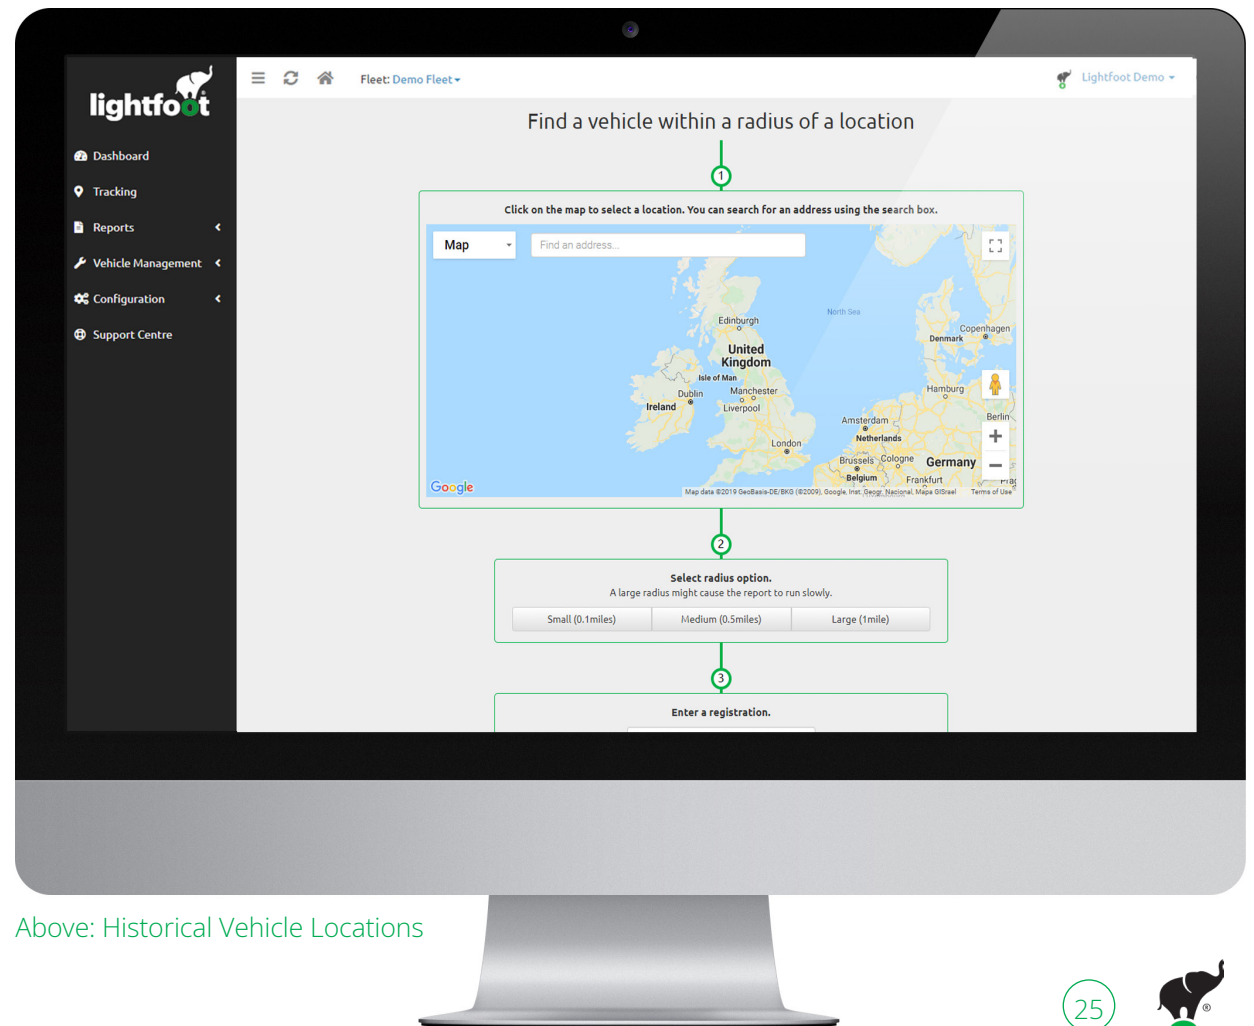 lightfoot
Fleet: Demo Fleet
Lightfoot Demo
Dashboard
Tracking
Reports
Vehicle Management
Configuration
Support Centre
Find a vehicle within a radius of a location
1
Click on the map to select a location. You can search for an address using the search box.
Map
Find an address...
North Sea
Edinburgh
Copenhagen
Denmark
United
Kingdom
Isle of Man
Dublin
Manchester
Hamburg
Ireland
Liverpool
Berlin
Amsterdam
Netherlands
London
Brussels
Cologne
Germany
Belgium
Frankfurt
Google
Map data ©2019 GeoBasis-DE/BKG (©2009), Google, Inst. Geogr. Nacional, Mapa GISrael
Terms of Use
2
Select radius option.
A large radius might cause the report to run slowly.
Small (0.1miles)
Medium (0.5miles)
Large (1mile)
3
Enter a registration.
Above: Historical Vehicle Locations
25
®